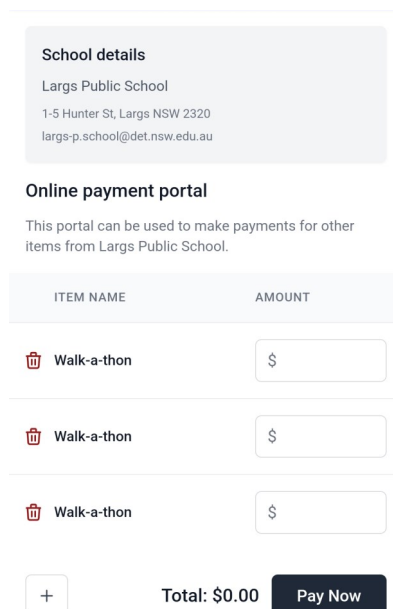 School details
Largs Public School
1-5 Hunter St, Largs NSW 2320
largs-p.school@det.nsw.edu.au
Online payment portal
This portal can be used to make payments for other
items from Largs Public School.
ITEM NAME AMOUNT
Walk-a-thon $
Walk-a-thon $
Walk-a-thon $
+ Total: $0.00 Pay Now